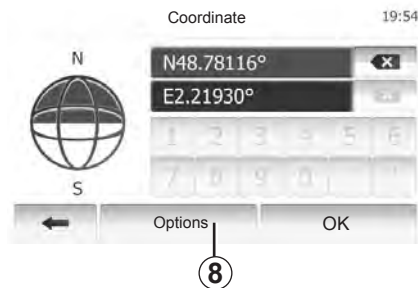 Coordinate 19:54
N
N48.78116°
E2.21930°
1 2 3 4 5 6
7 8 9 0
S
Options OK
8